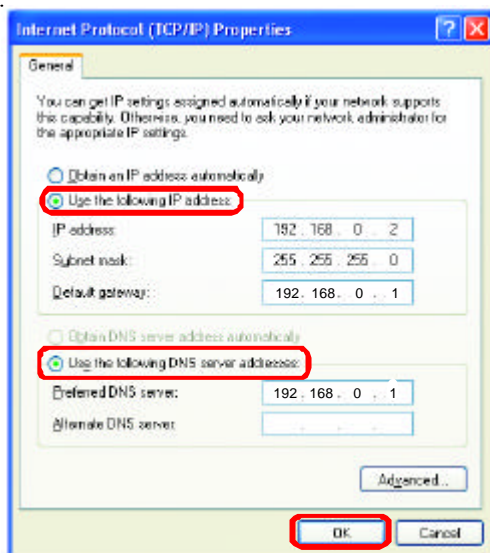 Internet Protocol (TCP/IP) Properties
General
You can get IP settings assigned automatically if your network supports
this capability. Otherwise, you need to ask your network administrator for
the appropriate IP settings.
Obtain an IP address automatically
Use the following IP address:
IP address: 192 . 168 . 0 . 2
Subnet mask: 255 . 255 . 255 . 0
Default gateway: 192 . 168 . 0 . 1
Obtain DNS server address automatically
Use the following DNS server addresses:
Preferred DNS server: 192 . 168 . 0 . 1
Alternate DNS server: . . .
Advanced...
OK Cancel